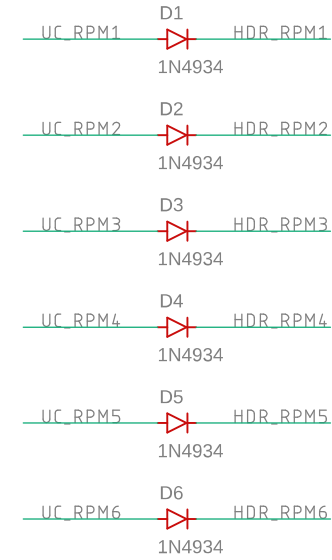 D1
UC_RPM1 HDR_RPM1
1N4934
D2
UC_RPM2 HDR_RPM2
1N4934
D3
UC_RPM3 HDR_RPM3
1N4934
D4
UC_RPM4 HDR_RPM4
1N4934
D5
UC_RPM5 HDR_RPM5
1N4934
D6
UC_RPM6 HDR_RPM6
1N4934